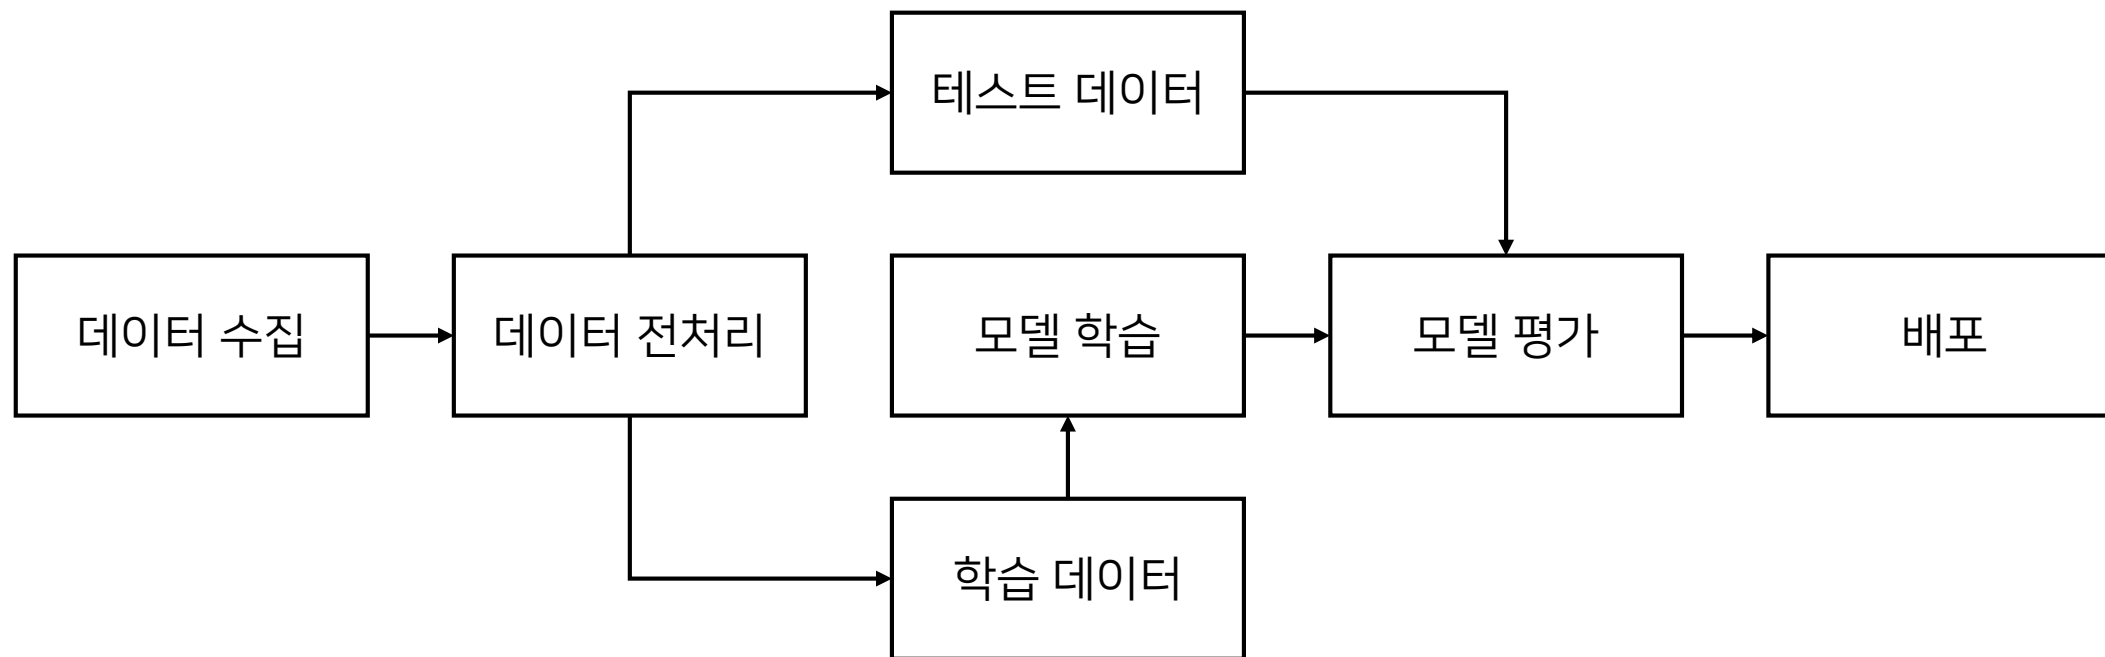 테스트 데이터
데이터 수집
데이터 전처리
모델 학습
모델 평가
배포
학습 데이터